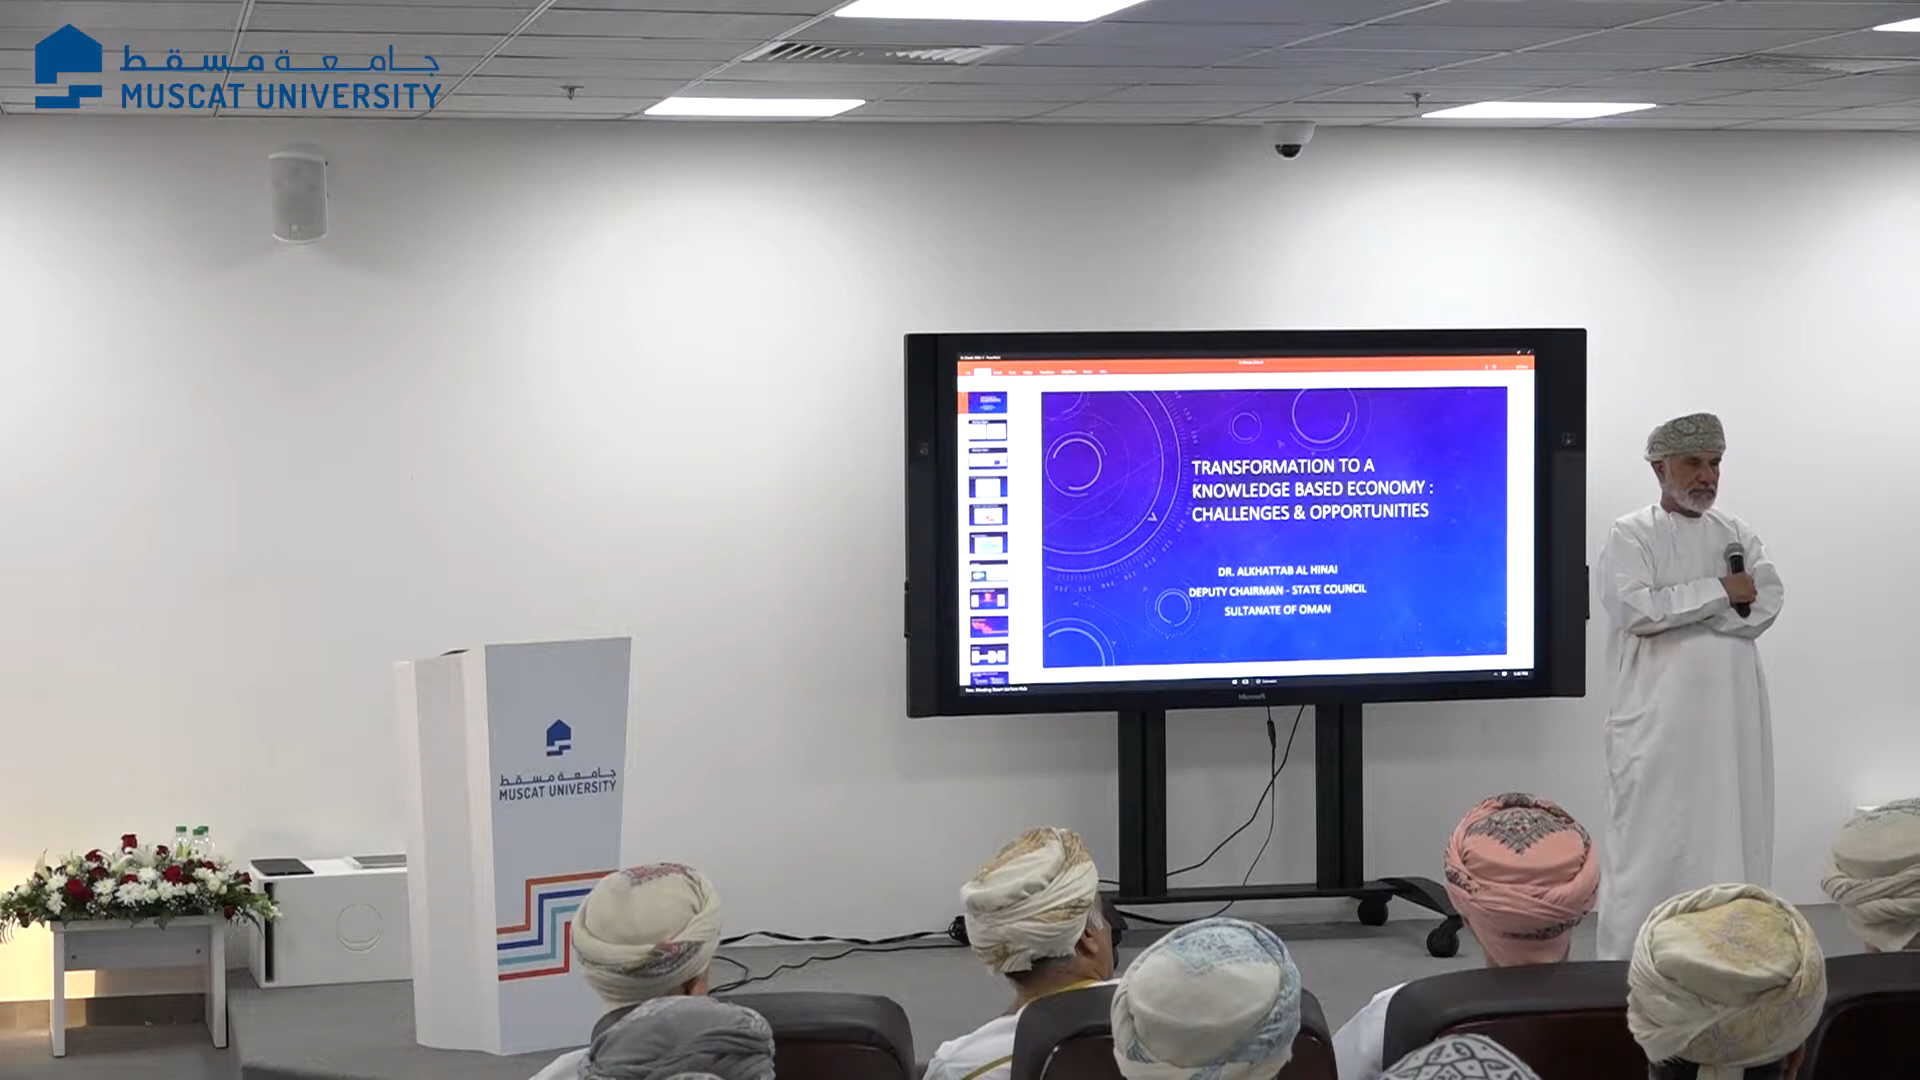 جامعة مسقط
MUSCAT UNIVERSITY
TRANSFORMATION TO A
KNOWLEDGE BASED ECONOMY :
CHALLENGES & OPPORTUNITIES
DR. ALKHATTAB AL HINAI
DEPUTY CHAIRMAN - STATE COUNCIL
SULTANATE OF OMAN
Microsoft
جامعة مسقط
MUSCAT UNIVERSITY